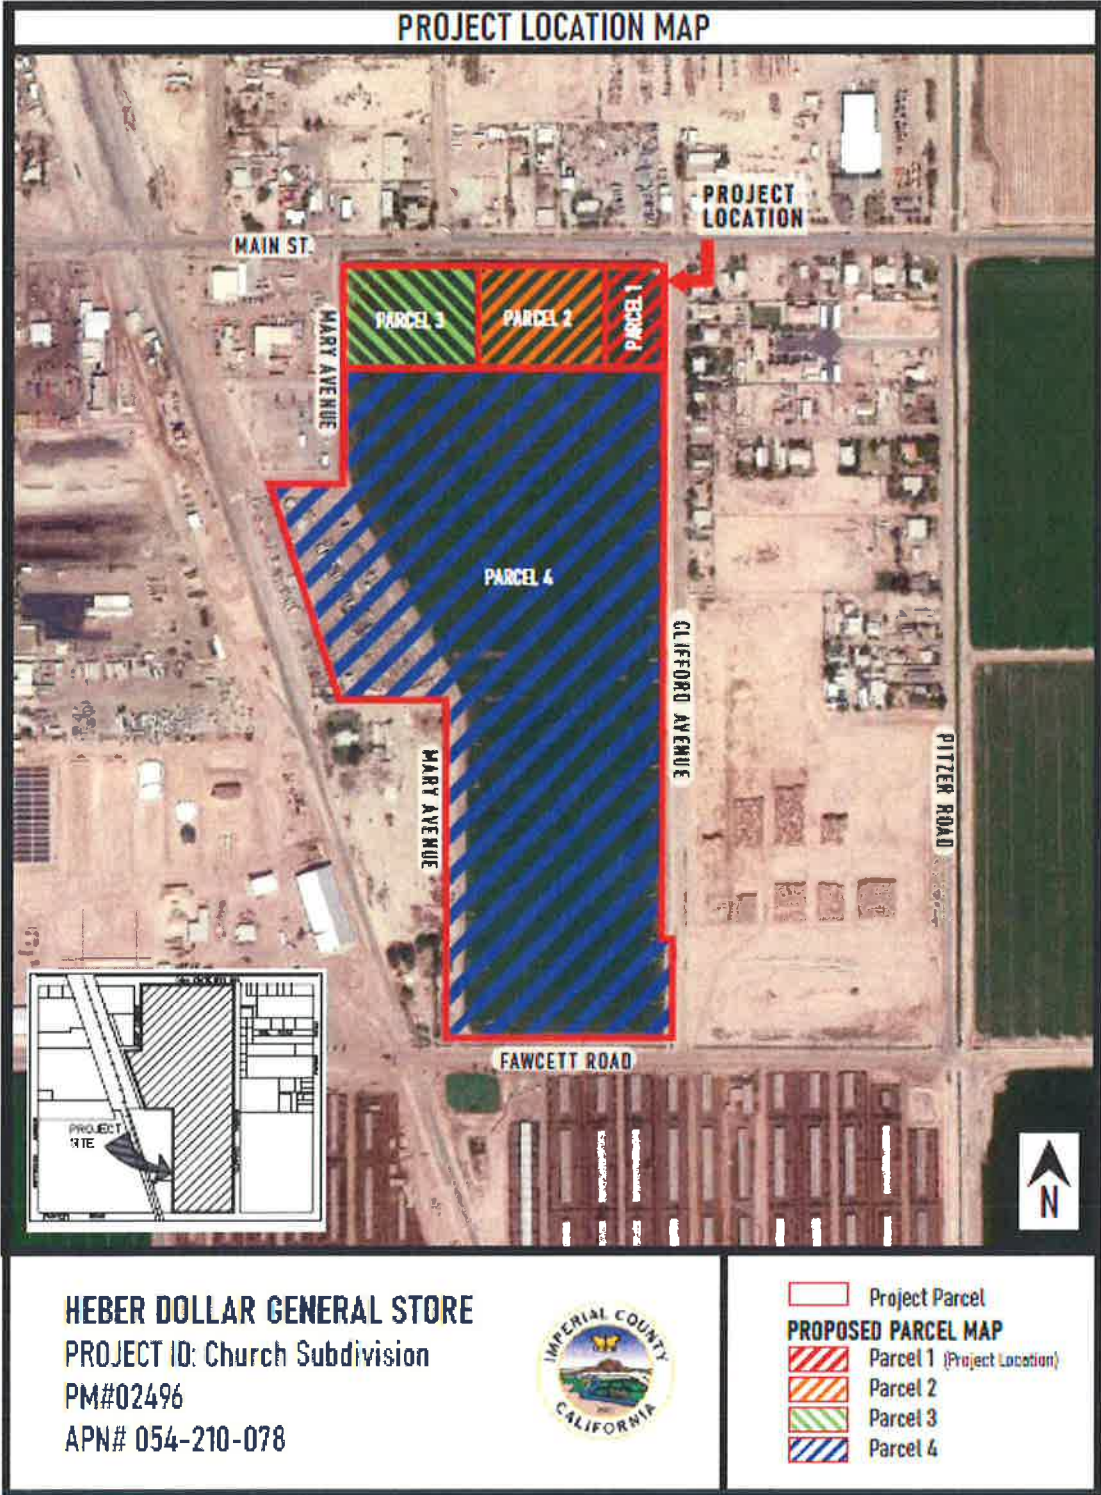 PROJECT LOCATION MAP
PROJECT
LOCATION
MAIN ST.
PARCEL 3
PARCEL 2
PARCEL 1
MARY AVENUE
PARCEL 4
CLIFFORD AVENUE
MARY AVENUE
PITZER ROAD
FAWCETT ROAD
PROJECT
SITE
N
HEBER DOLLAR GENERAL STORE
PROJECT ID: Church Subdivision
PM#02496
APN# 054-210-078
IMPERIAL COUNTY
CALIFORNIA
Project Parcel
PROPOSED PARCEL MAP
Parcel 1 (Project Location)
Parcel 2
Parcel 3
Parcel 4